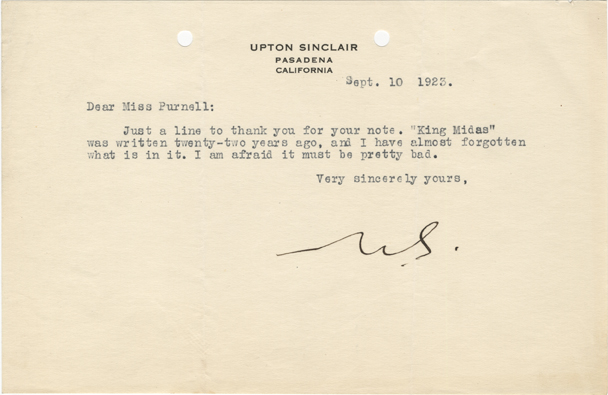 UPTON SINCLAIR
PASADENA
CALIFORNIA
Sept. 10 1923.
Dear Miss Purnell:
Just a line to thank you for your note. "King Midas"
was written twenty-two years ago, and I have almost forgotten
what is in it. I am afraid it must be pretty bad.
Very sincerely yours,
U.S.